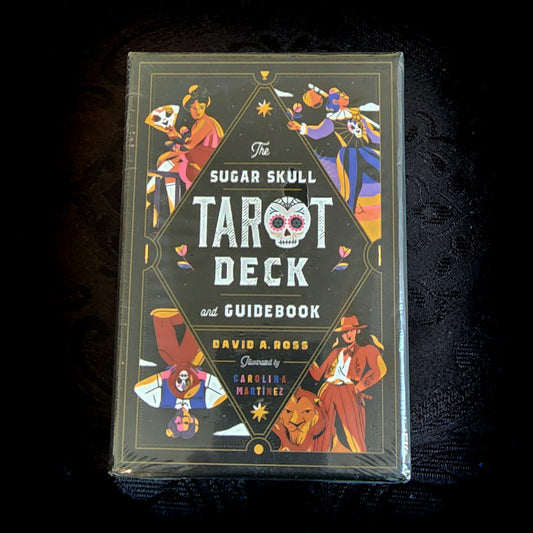 The
SUGAR SKULL
TAROT
DECK
and GUIDEBOOK
DAVID A. ROSS
Illustrated by
CAROLINA
MARTÍNEZ